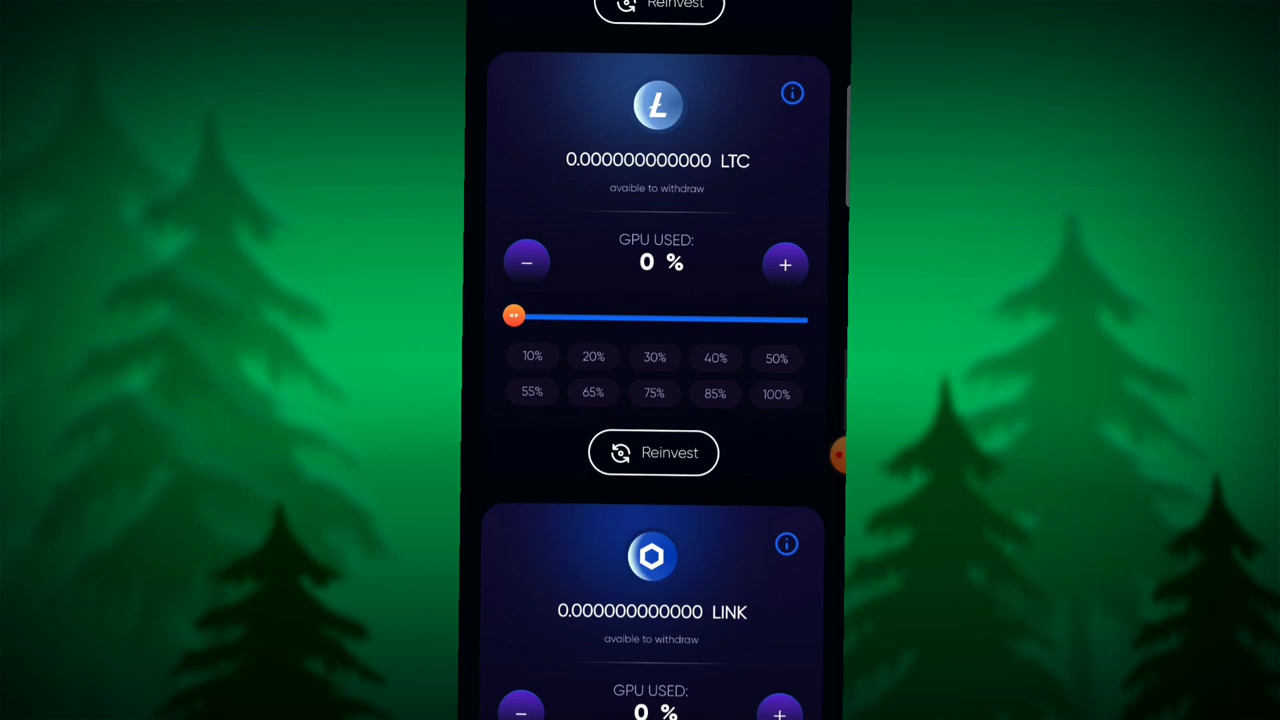 Reinvest
0.000000000000 LTC
avaible to withdraw
GPU USED:
0 %
10% 20% 30% 40% 50%
55% 65% 75% 85% 100%
Reinvest
0.000000000000 LINK
avaible to withdraw
GPU USED:
0 %